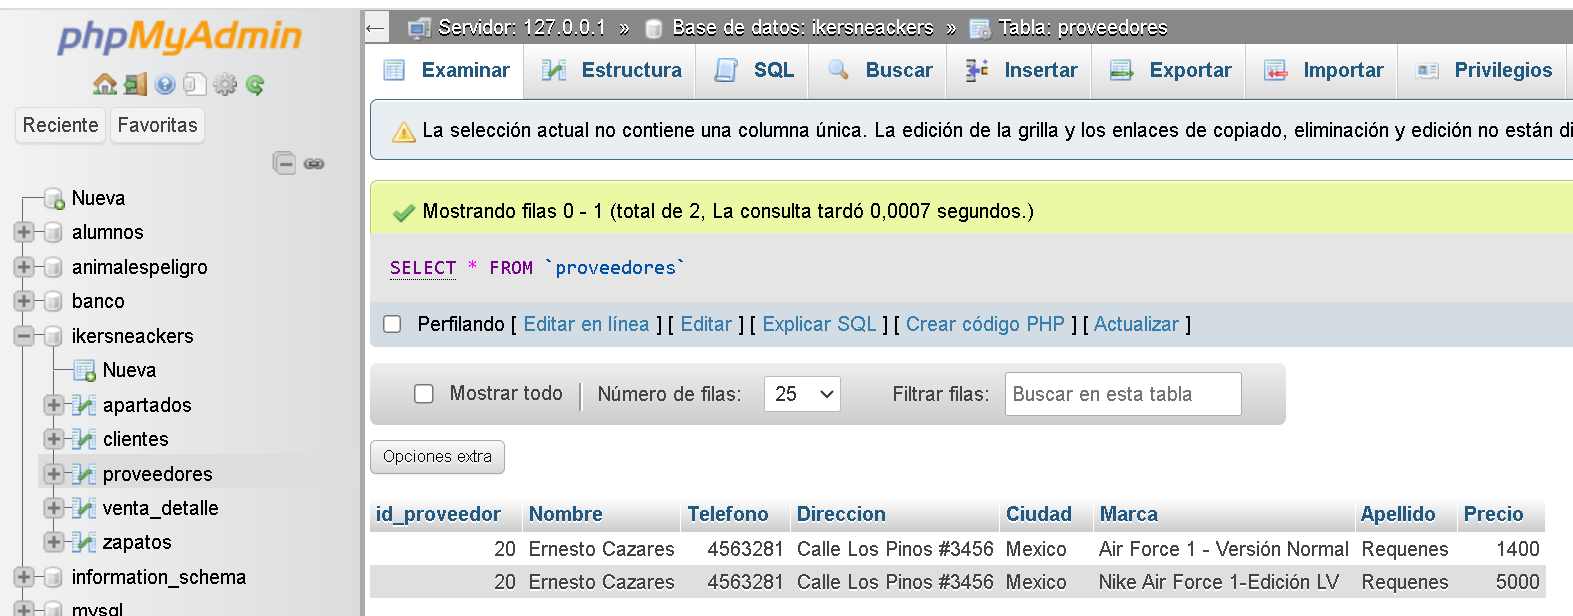 phpMyAdmin
Reciente Favoritas
Nueva
alumnos
animalespeligro
banco
ikersneackers
Nueva
apartados
clientes
proveedores
venta_detalle
zapatos
information_schema
mysql
← Servidor: 127.0.0.1 » Base de datos: ikersneackers » Tabla: proveedores
Examinar Estructura SQL Buscar Insertar Exportar Importar Privilegios
La selección actual no contiene una columna única. La edición de la grilla y los enlaces de copiado, eliminación y edición no están di
Mostrando filas 0 - 1 (total de 2, La consulta tardó 0,0007 segundos.)
SELECT * FROM `proveedores`
Perfilando [ Editar en línea ] [ Editar ] [ Explicar SQL ] [ Crear código PHP ] [ Actualizar ]
Mostrar todo | Número de filas: 25 Filtrar filas: Buscar en esta tabla
Opciones extra
id_proveedor Nombre Telefono Direccion Ciudad Marca Apellido Precio
20 Ernesto Cazares 4563281 Calle Los Pinos #3456 Mexico Air Force 1 - Versión Normal Requenes 1400
20 Ernesto Cazares 4563281 Calle Los Pinos #3456 Mexico Nike Air Force 1-Edición LV Requenes 5000